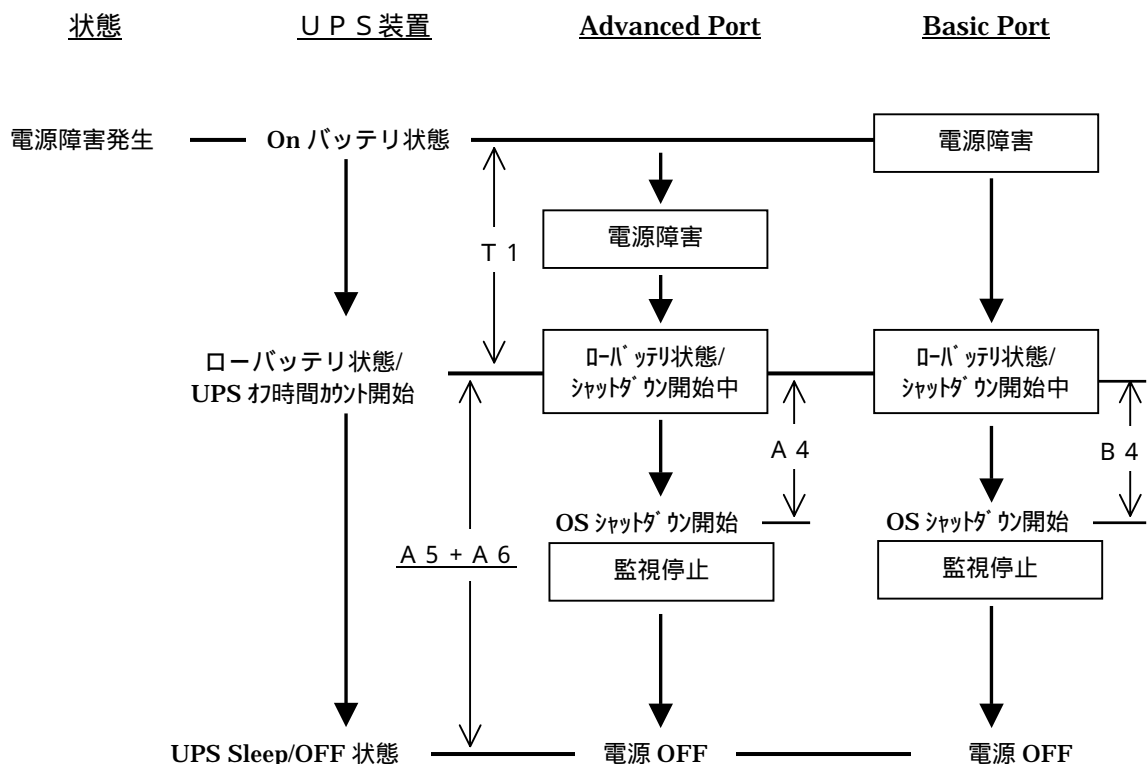 状態 ＵＰＳ装置 Advanced Port Basic Port
電源障害発生 On バッテリ状態 電源障害
電源障害
Ｔ１
ローバッテリ状態/ ﾛｰﾊﾞｯﾃﾘ状態/ ﾛｰﾊﾞｯﾃﾘ状態/
UPS ｵﾌ時間ｶｳﾝﾄ開始 ｼｬｯﾄﾀﾞｳﾝ開始中 ｼｬｯﾄﾀﾞｳﾝ開始中
Ａ４ Ｂ４
OS ｼｬｯﾄﾀﾞｳﾝ開始 OS ｼｬｯﾄﾀﾞｳﾝ開始
Ａ５+Ａ６ 監視停止 監視停止
UPS Sleep/OFF 状態 電源 OFF 電源 OFF